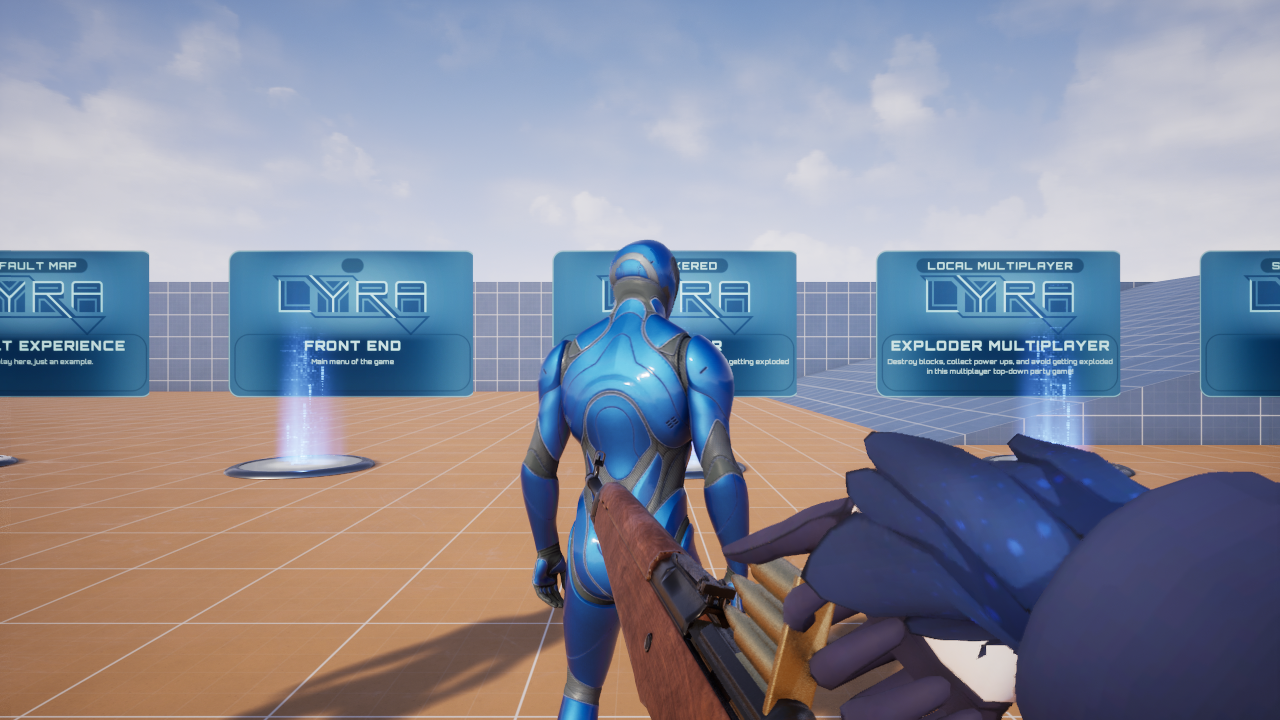 FAULT MAP
LYRA
T EXPERIENCE
lay here, just an example.
LYRA
FRONT END
Main menu of the game
ERED
LYRA
R
getting exploded
LOCAL MULTIPLAYER
LYRA
EXPLODER MULTIPLAYER
Destroy blocks, collect power ups, and avoid getting exploded
in this multiplayer top-down party game!